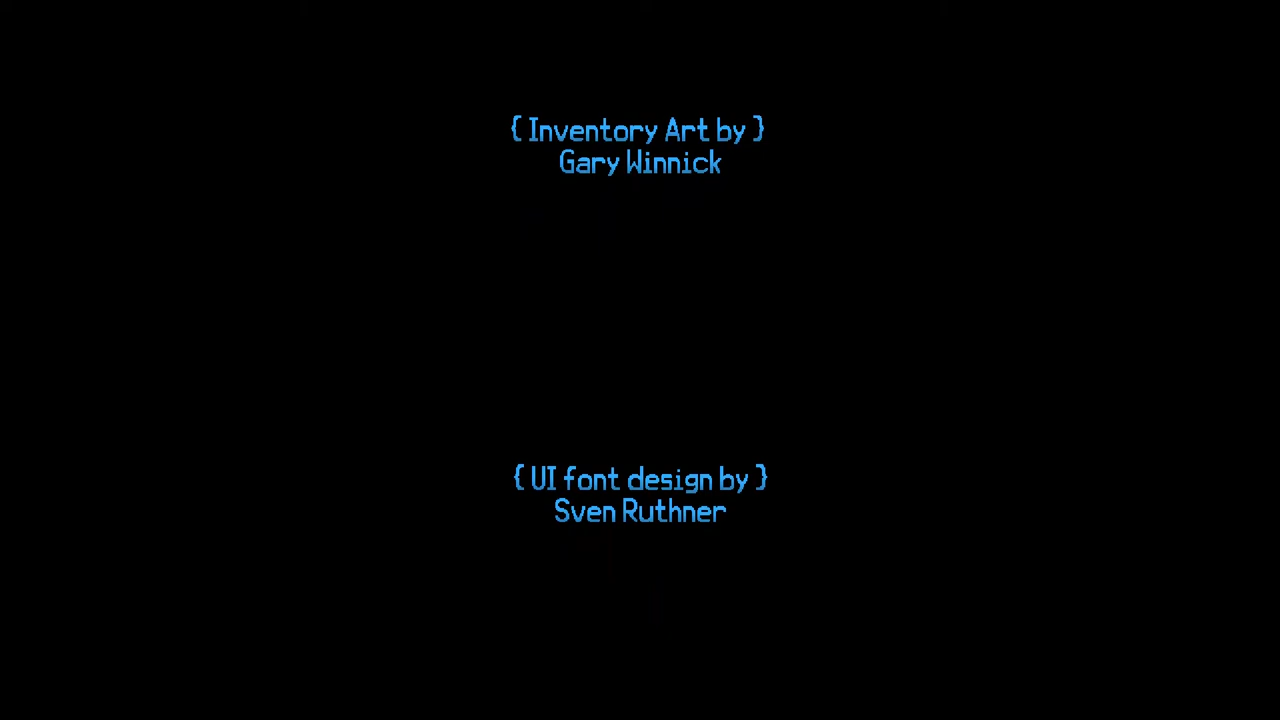 { Inventory Art by }
Gary Winnick
{ UI font design by }
Sven Ruthner